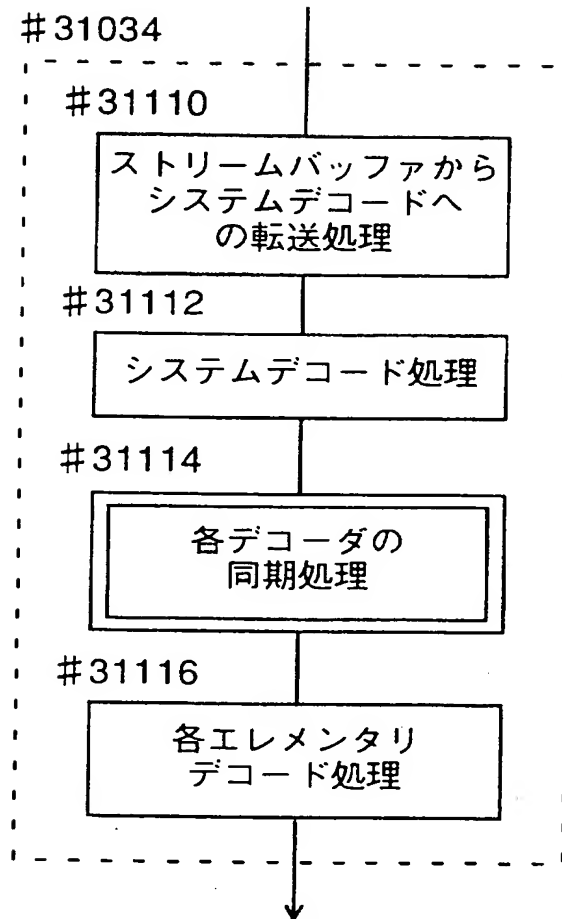 #31034
#31110
ストリームバッファから
システムデコードへ
の転送処理
#31112
システムデコード処理
#31114
各デコーダの
同期処理
#31116
各エレメンタリ
デコード処理